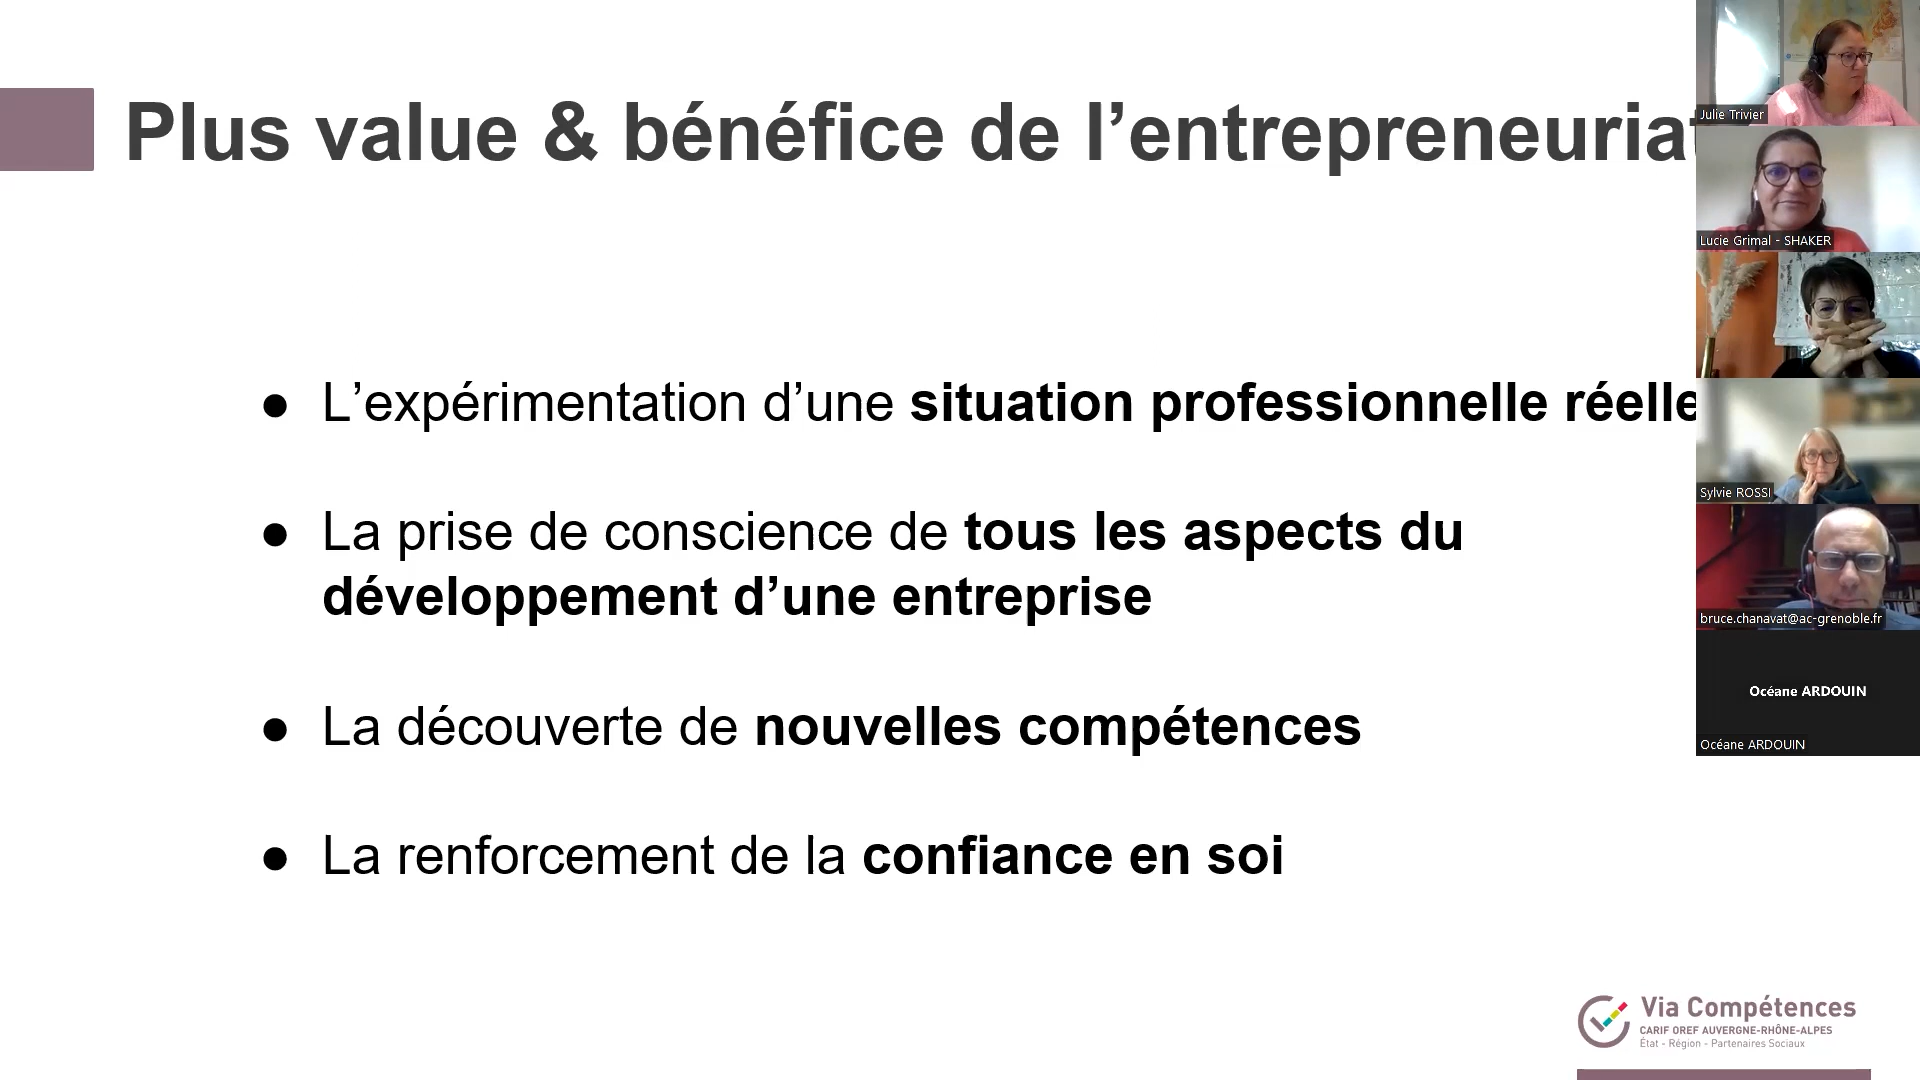 Plus value & bénéfice de l’entrepreneuriat
● L’expérimentation d’une situation professionnelle réelle
● La prise de conscience de tous les aspects du
développement d’une entreprise
● La découverte de nouvelles compétences
● La renforcement de la confiance en soi
Julie Trivier
Lucie Grimal - SHAKER
Sylvie ROSSI
bruce.chanavat@ac-grenoble.fr
Océane ARDOUIN
Océane ARDOUIN
Via Compétences
CARIF OREF AUVERGNE-RHÔNE-ALPES
État - Région - Partenaires Sociaux